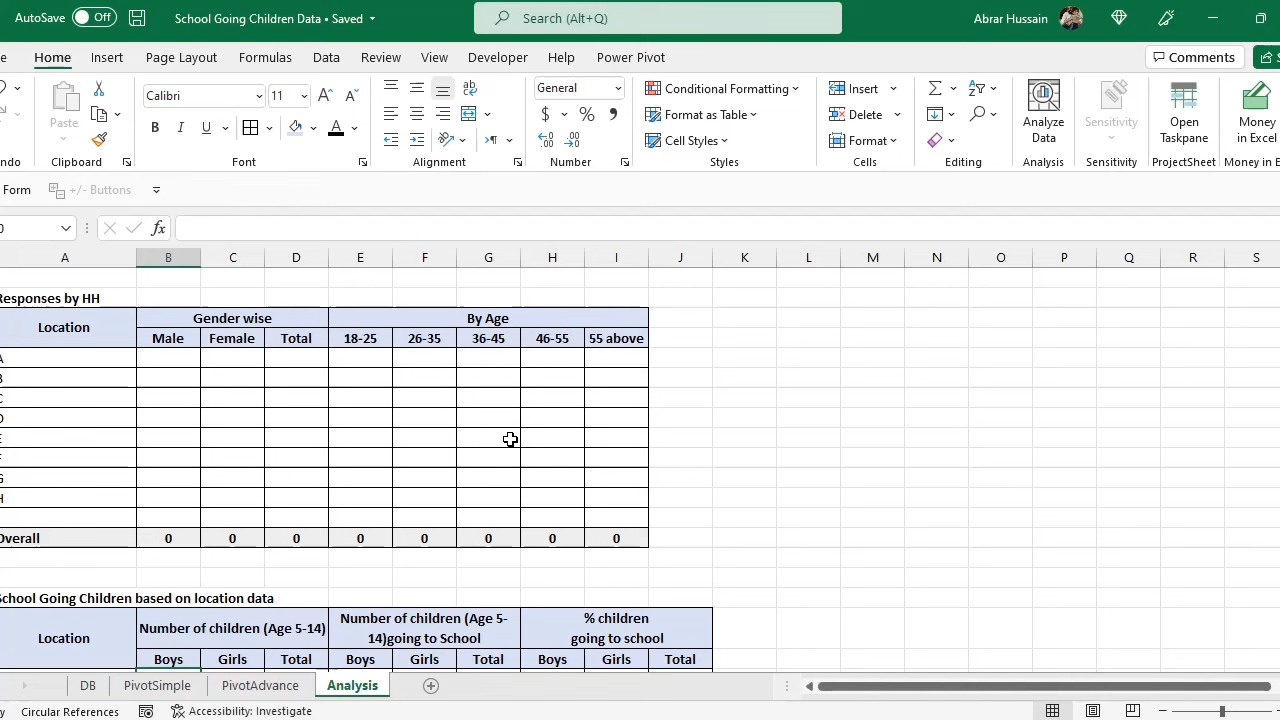 AutoSave Off School Going Children Data • Saved Search (Alt+Q) Abrar Hussain
Home Insert Page Layout Formulas Data Review View Developer Help Power Pivot Comments
Calibri 11 General Conditional Formatting Insert
Paste Format as Table Delete Analyze Data Sensitivity Open Taskpane Money in Excel
Cell Styles Format
Clipboard Font Alignment Number Styles Cells Editing Analysis Sensitivity ProjectSheet Money in E
Form +/- Buttons
fx
A B C D E F G H I J K L M N O P Q R S
Responses by HH
Location Gender wise By Age
Male Female Total 18-25 26-35 36-45 46-55 55 above
A
B
C
D
E
F
G
H
Overall 0 0 0 0 0 0 0 0
School Going Children based on location data
Location Number of children (Age 5-14) Number of children (Age 5-14)going to School % children going to school
Boys Girls Total Boys Girls Total Boys Girls Total
DB PivotSimple PivotAdvance Analysis
Circular References Accessibility: Investigate